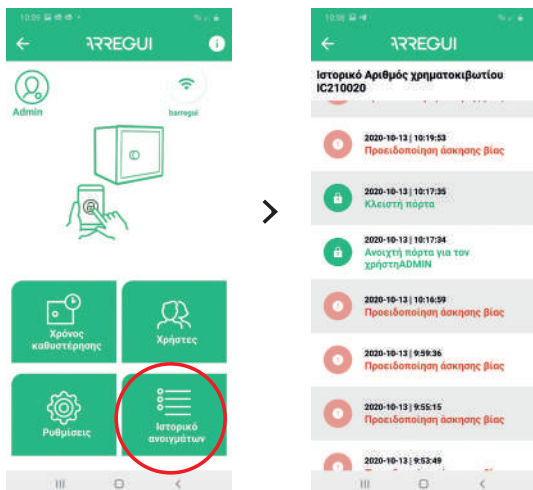 10:09
ARREGUI
Admin
barregui
Χρόνος
καθυστέρησης
Χρήστες
Ρυθμίσεις
Ιστορικό
ανοιγμάτων
ARREGUI
Ιστορικό Αριθμός χρηματοκιβωτίου
IC210020
2020-10-13 | 10:19:53
Προειδοποίηση άσκησης βίας
2020-10-13 | 10:17:35
Κλειστή πόρτα
2020-10-13 | 10:17:34
Ανοιχτή πόρτα για τον
χρήστηADMIN
2020-10-13 | 10:16:59
Προειδοποίηση άσκησης βίας
2020-10-13 | 9:59:36
Προειδοποίηση άσκησης βίας
2020-10-13 | 9:55:15
Προειδοποίηση άσκησης βίας
2020-10-13 | 9:53:49